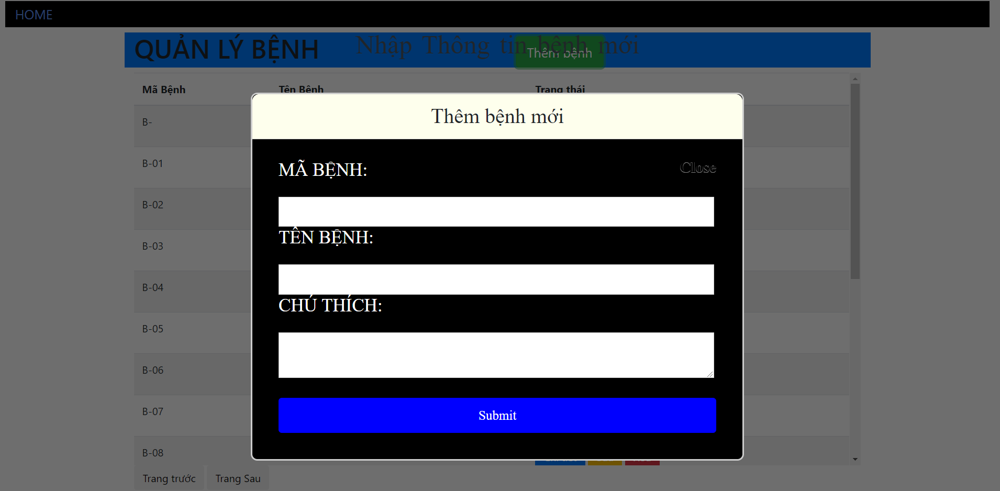 HOME
QUẢN LÝ BỆNH
Nhập Thông tin bệnh mới
Thêm bệnh
Mã Bệnh Tên Bệnh Trạng thái
Thêm bệnh mới
B-
B-01
B-02
B-03
B-04
B-05
B-06
B-07
B-08
MÃ BỆNH:
Close
TÊN BỆNH:
CHÚ THÍCH:
Submit
Trang trước
Trang Sau